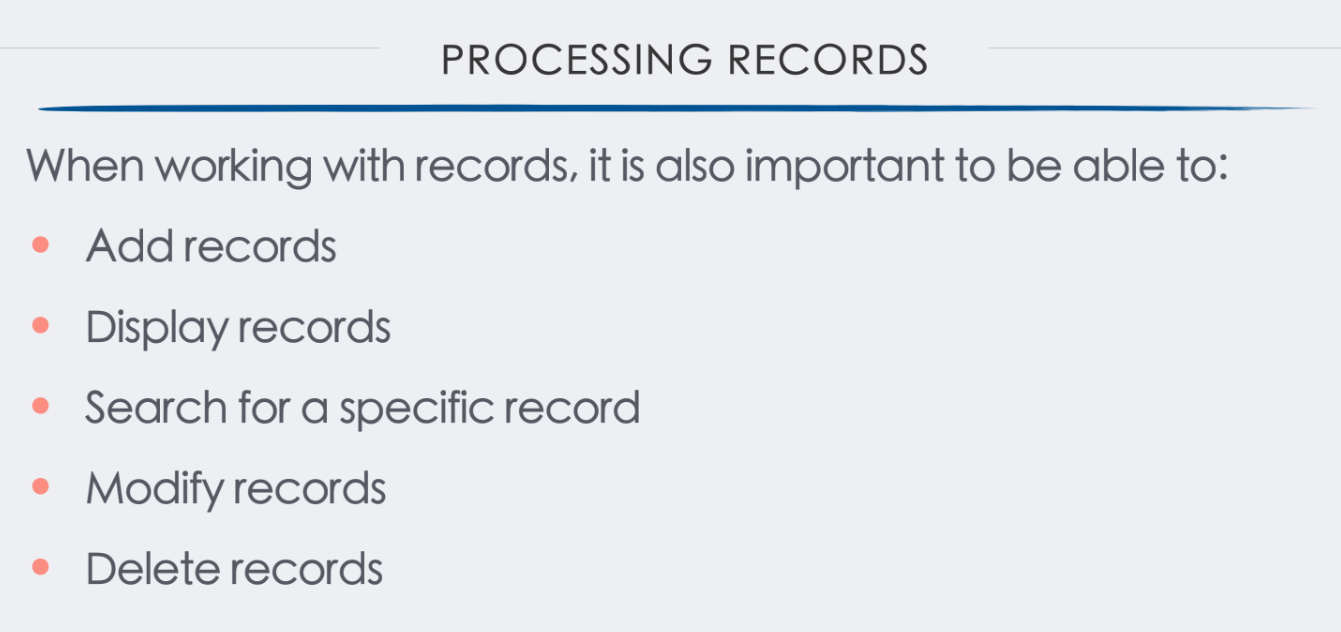 PROCESSING RECORDS
When working with records, it is also important to be able to:
• Add records
• Display records
• Search for a specific record
• Modify records
• Delete records